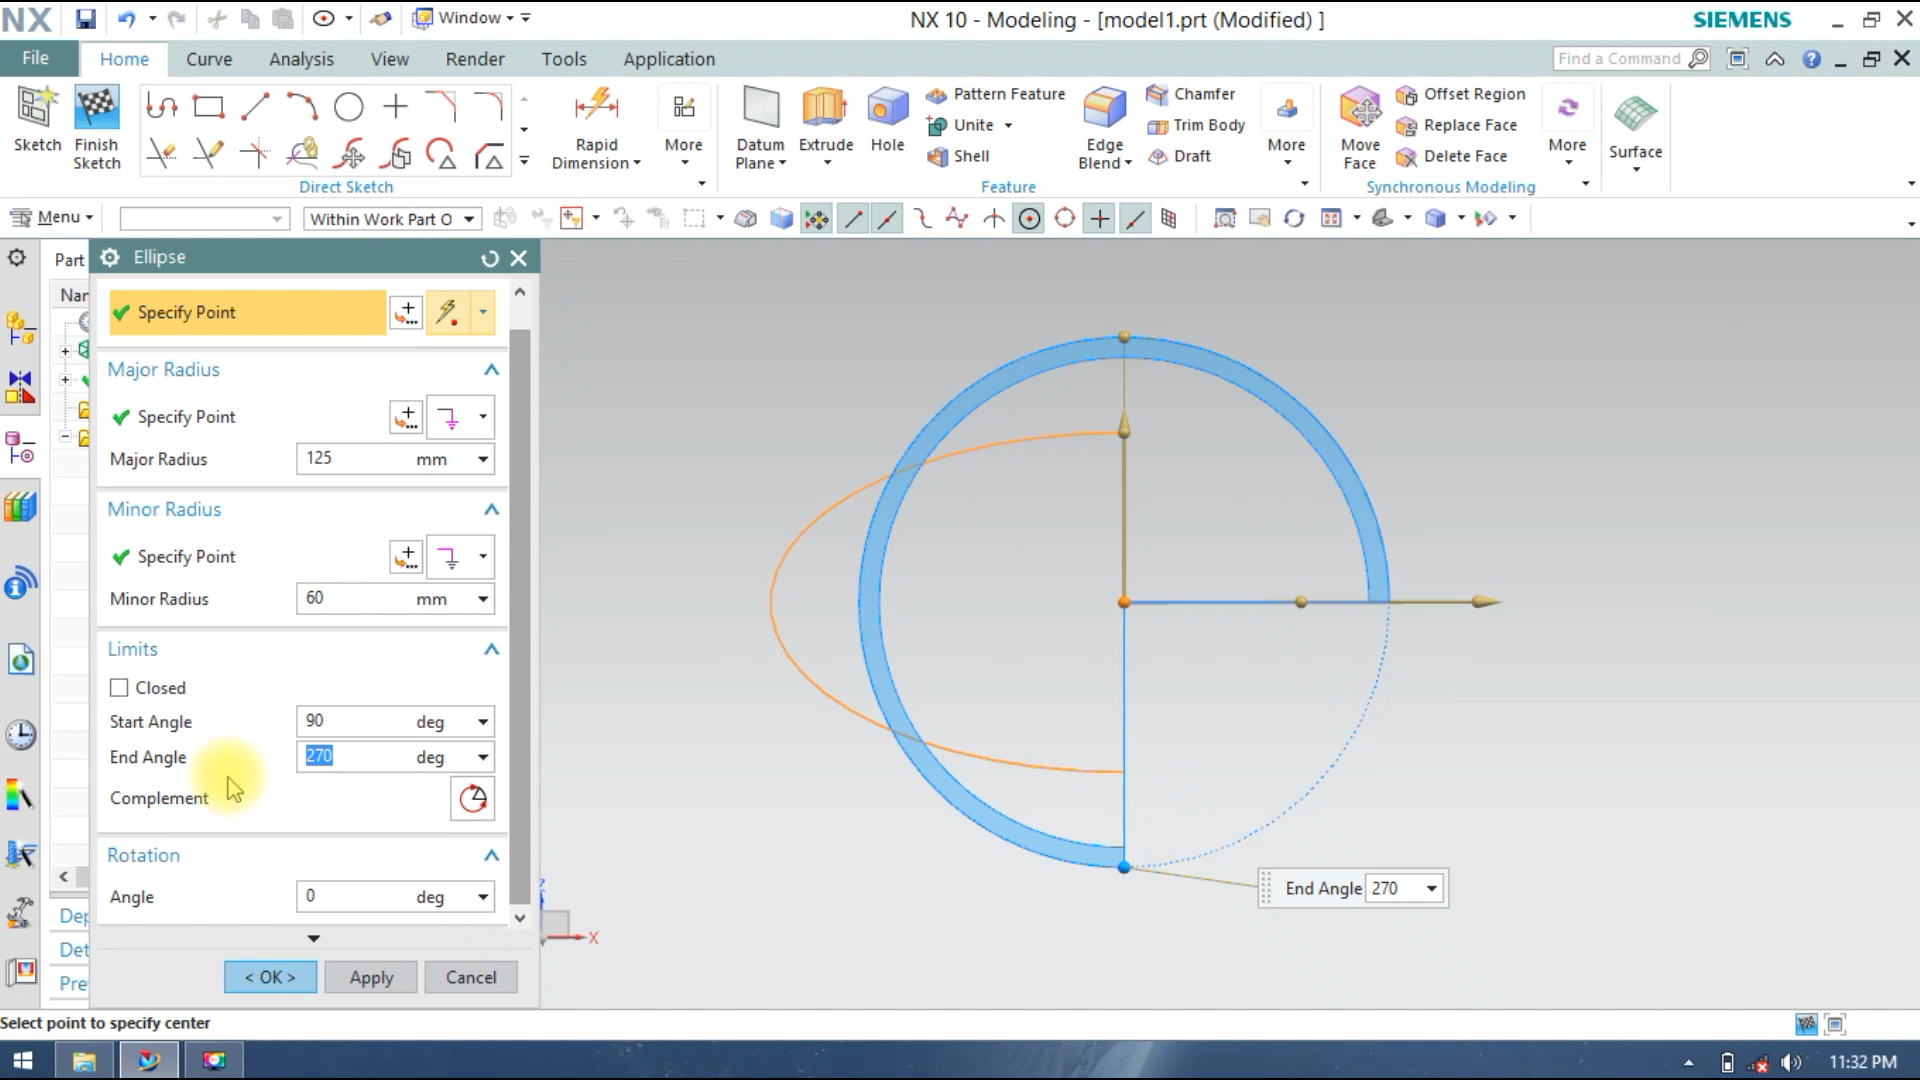 NX Window NX 10 - Modeling - [model1.prt (Modified) ] SIEMENS
File Home Curve Analysis View Render Tools Application Find a Command
Sketch Finish Sketch Rapid Dimension More Datum Plane Extrude Hole Pattern Feature Unite Shell Edge Blend Chamfer Trim Body Draft More Move Face Offset Region Replace Face Delete Face More Surface
Direct Sketch Feature Synchronous Modeling
Menu Within Work Part O
Part Ellipse
Nar Specify Point
Major Radius
Specify Point
Major Radius 125 mm
Minor Radius
Specify Point
Minor Radius 60 mm
Limits
Closed
Start Angle 90 deg
End Angle 270 deg
Complement
Rotation
End Angle 270
Angle 0 deg
Dep
Z
X
Det
Pre < OK > Apply Cancel
Select point to specify center
11:32 PM